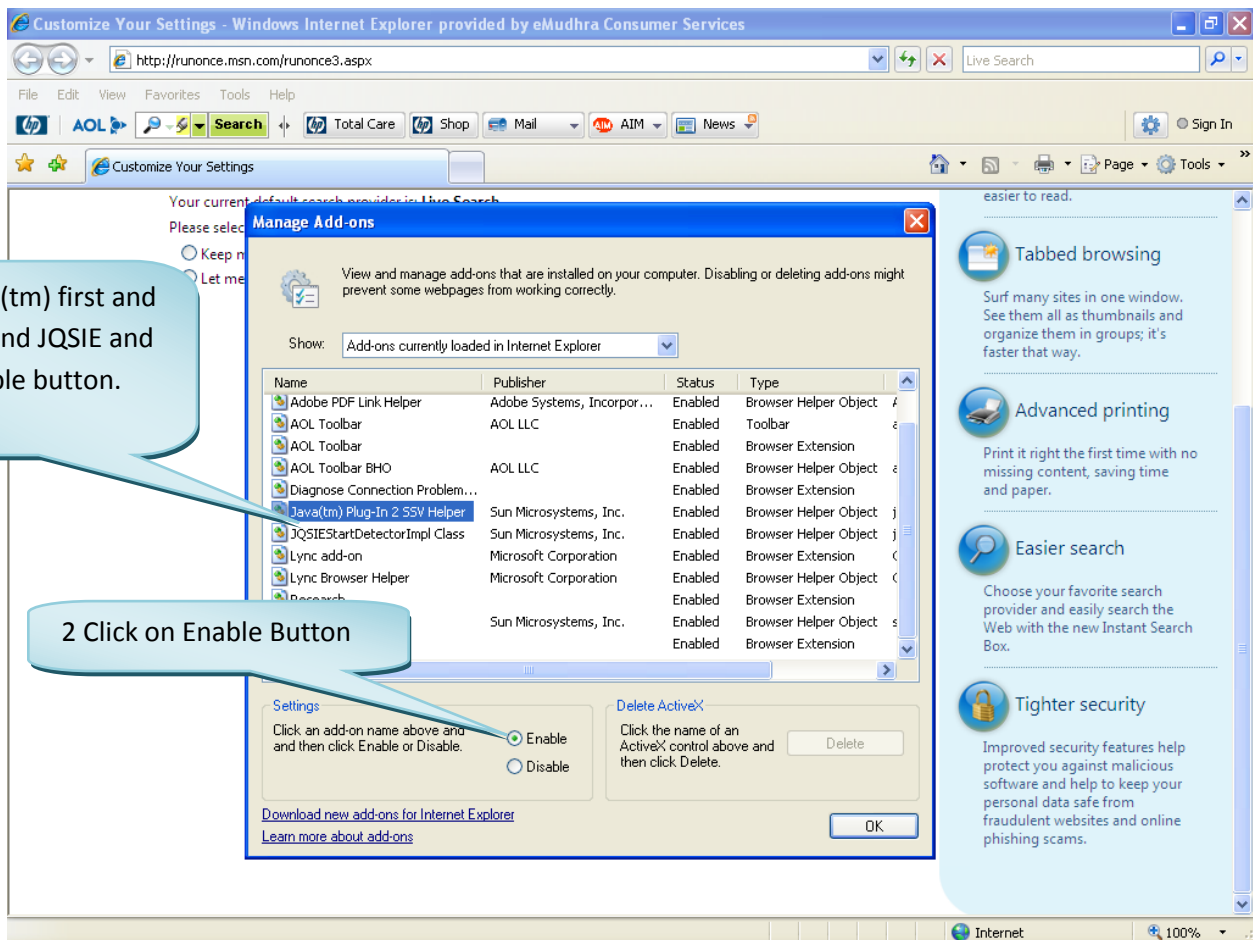 Customize Your Settings - Windows Internet Explorer provided by eMudhra Consumer Services
http://runonce.msn.com/runonce3.aspx
Live Search
File Edit View Favorites Tools Help
hp AOL Search Total Care Shop Mail AIM News Sign In
Customize Your Settings
Page Tools
Your current default search provider is: Live Search
Please selec
Keep m
Let me
(tm) first and
nd JQSIE and
ble button.
Manage Add-ons
View and manage add-ons that are installed on your computer. Disabling or deleting add-ons might
prevent some webpages from working correctly.
Show: Add-ons currently loaded in Internet Explorer
Name Publisher Status Type
Adobe PDF Link Helper Adobe Systems, Incorpor... Enabled Browser Helper Object
AOL Toolbar AOL LLC Enabled Toolbar
AOL Toolbar Enabled Browser Extension
AOL Toolbar BHO AOL LLC Enabled Browser Helper Object
Diagnose Connection Problem... Enabled Browser Extension
Java(tm) Plug-In 2 SSV Helper Sun Microsystems, Inc. Enabled Browser Helper Object j
JQSIEStartDetectorImpl Class Sun Microsystems, Inc. Enabled Browser Helper Object j
Lync add-on Microsoft Corporation Enabled Browser Extension
Lync Browser Helper Microsoft Corporation Enabled Browser Helper Object
Research Enabled Browser Extension
Sun Microsystems, Inc. Enabled Browser Helper Object s
Enabled Browser Extension
2 Click on Enable Button
Settings
Click an add-on name above and
and then click Enable or Disable.
Enable
Disable
Delete ActiveX
Click the name of an
ActiveX control above and
then click Delete.
Delete
Download new add-ons for Internet Explorer
Learn more about add-ons
OK
easier to read.
Tabbed browsing
Surf many sites in one window.
See them all as thumbnails and
organize them in groups; it's
faster that way.
Advanced printing
Print it right the first time with no
missing content, saving time
and paper.
Easier search
Choose your favorite search
provider and easily search the
Web with the new Instant Search
Box.
Tighter security
Improved security features help
protect you against malicious
software and help to keep your
personal data safe from
fraudulent websites and online
phishing scams.
Internet 100%